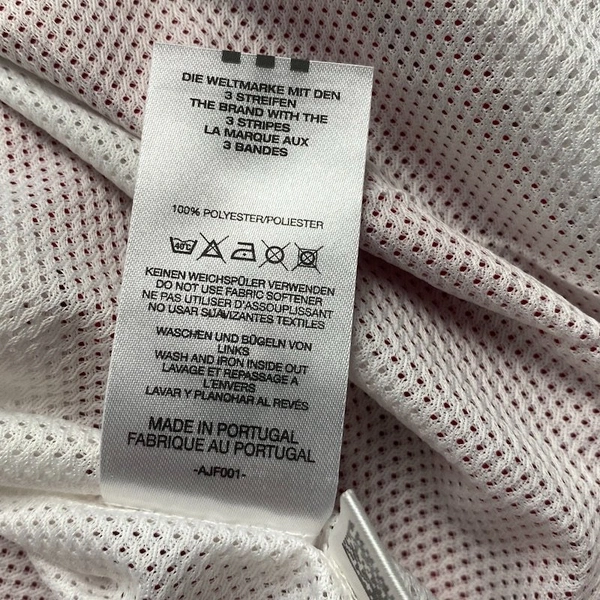 DIE WELTMARKE MIT DEN
3 STREIFEN
THE BRAND WITH THE
3 STRIPES
LA MARQUE AUX
3 BANDES
100% POLYESTER/POLIESTER
40°C
KEINEN WEICHSPÜLER VERWENDEN
DO NOT USE FABRIC SOFTENER
NE PAS UTILISER D'ASSOUPLISSANT
NO USAR SUAVIZANTES TEXTILES
WASCHEN UND BÜGELN VON
LINKS
WASH AND IRON INSIDE OUT
LAVAGE ET REPASSAGE A
L'ENVERS
LAVAR Y PLANCHAR AL REVÉS
MADE IN PORTUGAL
FABRIQUE AU PORTUGAL
-AJF001-